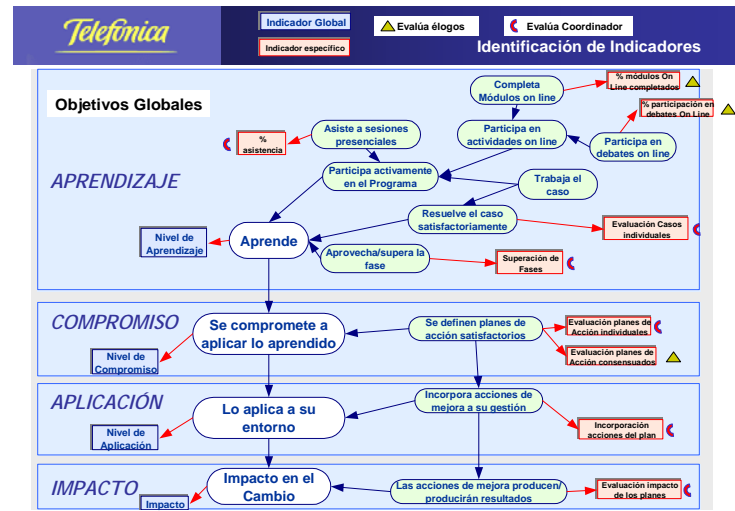 Telefónica
Indicador Global
Indicador específico
Evalúa élogos
Evalúa Coordinador
Identificación de Indicadores
Objetivos Globales
Completa
Módulos on line
% módulos On
Line completados
% participación en
debates On Line
Asiste a sesiones
presenciales
%
asistencia
Participa en
actividades on line
Participa en
debates on line
APRENDIZAJE
Participa activamente
en el Programa
Trabaja el
caso
Resuelve el caso
satisfactoriamente
Evaluación Casos
individuales
Nivel de
Aprendizaje
Aprende
Aprovecha/supera la
fase
Superación de
Fases
COMPROMISO
Se compromete a
aplicar lo aprendido
Se definen planes de
acción satisfactorios
Evaluación planes de
Acción individuales
Evaluación planes de
Acción consensuados
Nivel de
Compromiso
APLICACIÓN
Lo aplica a su
entorno
Incorpora acciones de
mejora a su gestión
Incorporación
acciones del plan
Nivel de
Aplicación
IMPACTO
Impacto en el
Cambio
Las acciones de mejora producen/
producirán resultados
Evaluación impacto
de los planes
Impacto